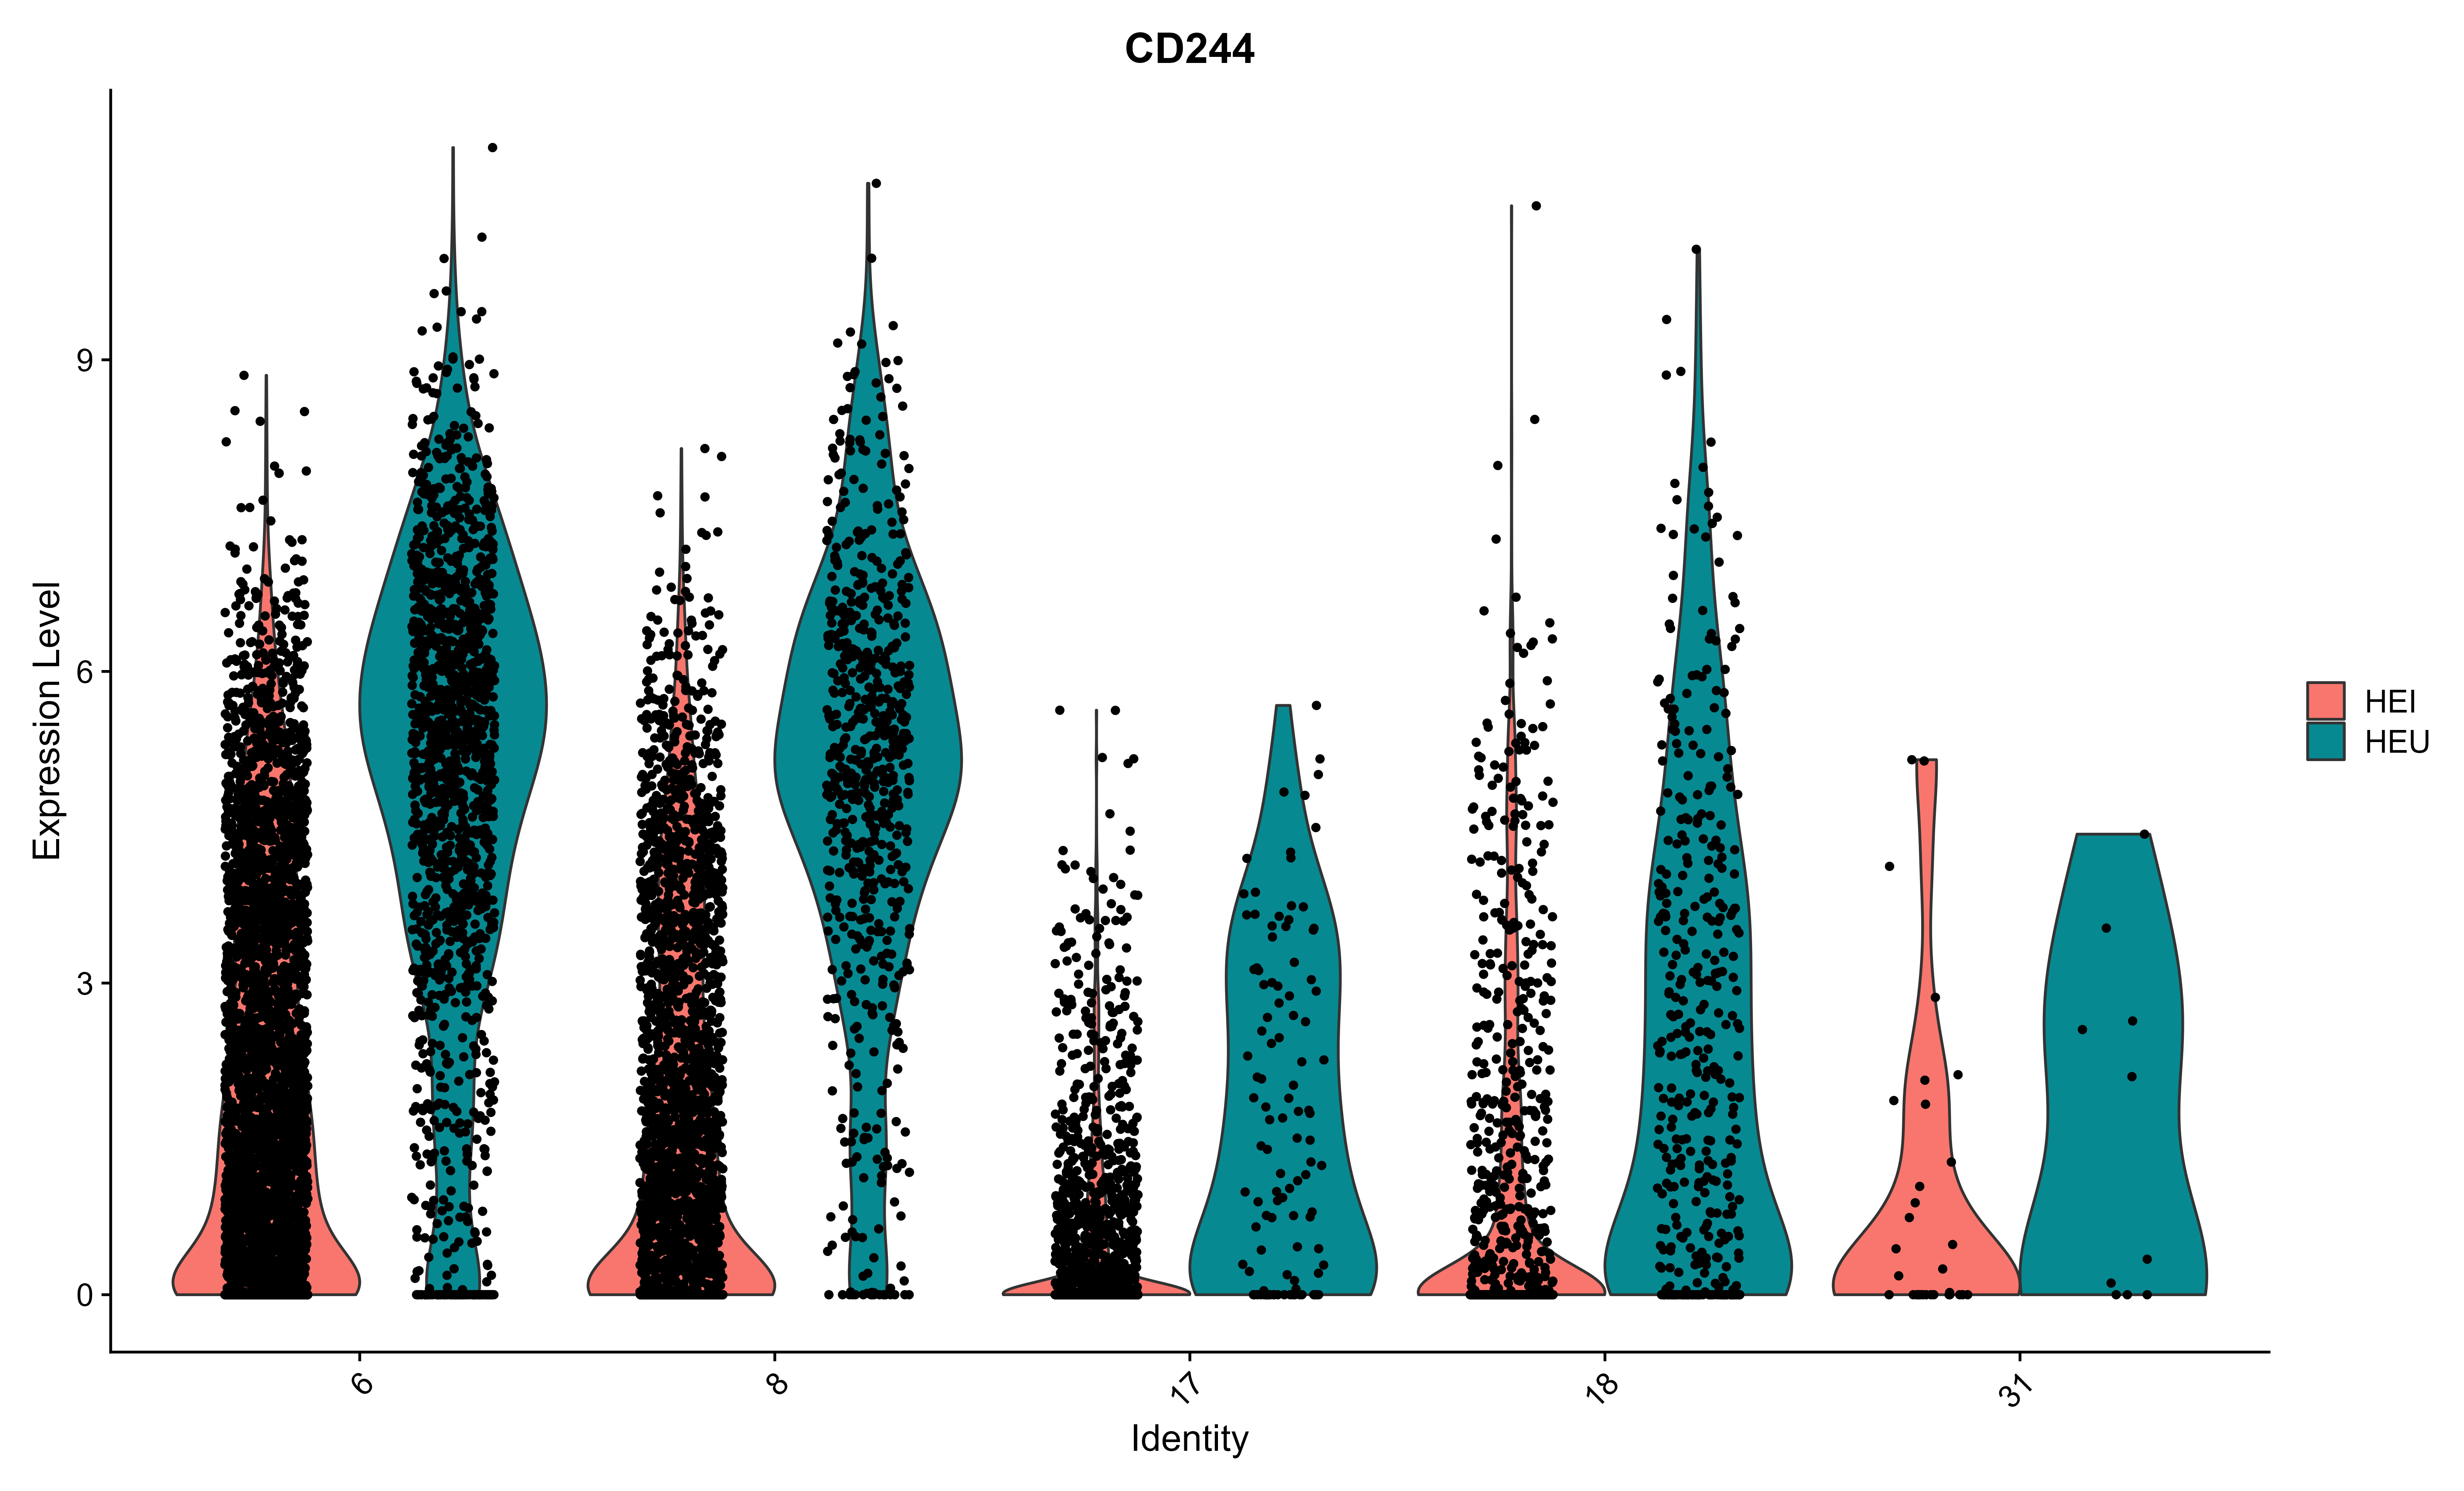 CD244
Expression Level
9
6
3
0
6
8
17
18
31
Identity
HEI
HEU